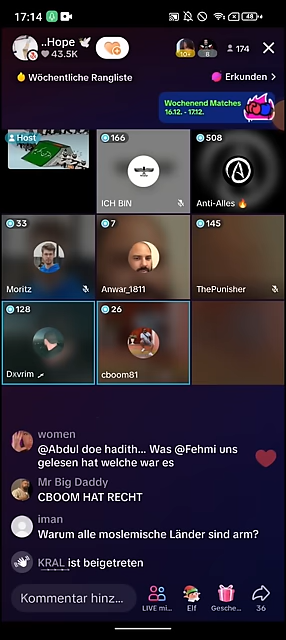 17:14
48
..Hope 🕊️
43.5K
10+
8
174
Wöchentliche Rangliste
Erkunden >
Wochenend Matches
16.12. - 17.12.
Host
166
508
ICH BIN
Anti-Alles 🔥
33
7
145
Moritz
Anwar_1811
ThePunisher
128
26
Dxvrim
cboom81
women
@Abdul doe hadith... Was @Fehmi uns
gelesen hat welche war es
Mr Big Daddy
CBOOM HAT RECHT
iman
Warum alle moslemische Länder sind arm?
KRAL ist beigetreten
Kommentar hinz...
LIVE mi...
Elf
Gesche...
36